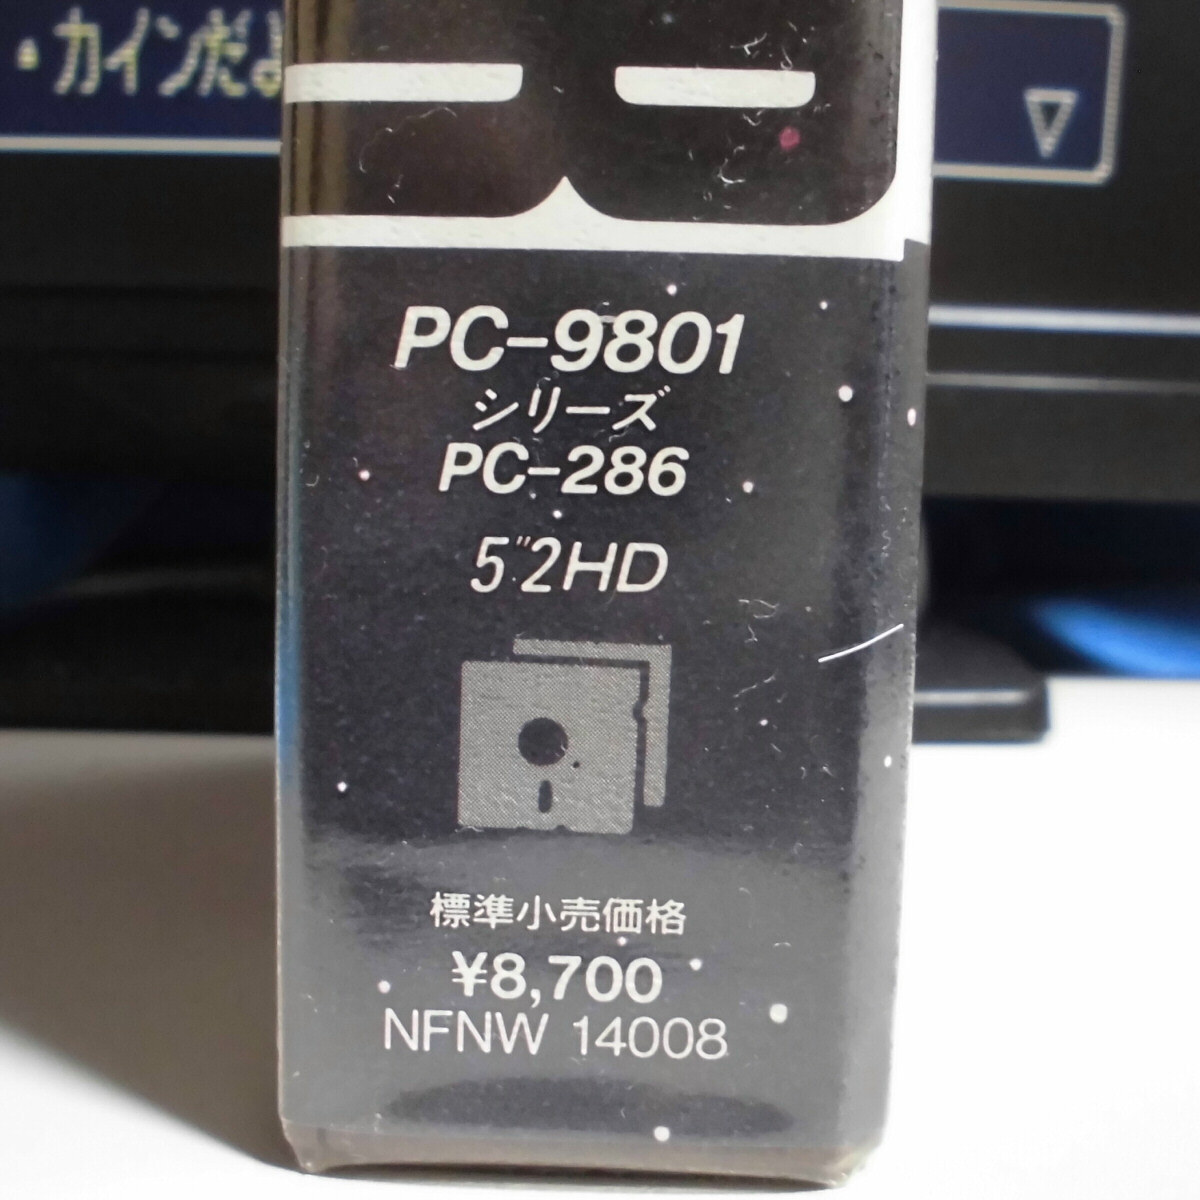 ・カインだよ
PC-9801
シリーズ
PC-286
5"2HD
標準小売価格
¥8,700
NFNW 14008